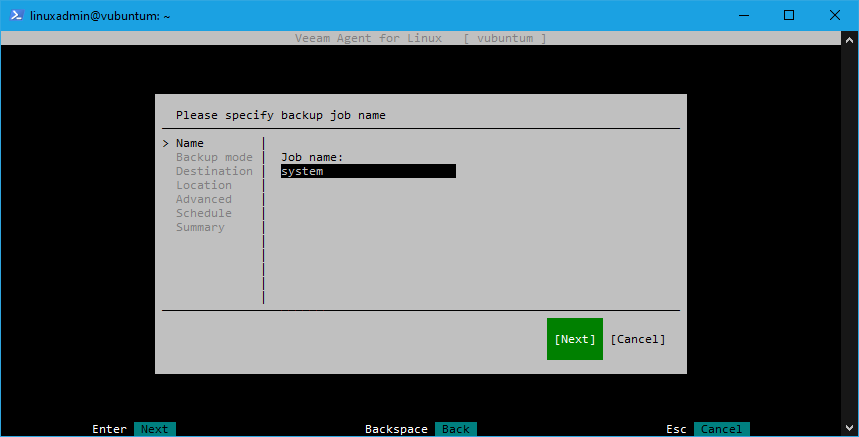 linuxadmin@vubuntum: ~
Veeam Agent for Linux [ vubuntum ]
Please specify backup job name
> Name
Backup mode
Job name:
Destination
system
Location
Advanced
Schedule
Summary
[Next] [Cancel]
Enter Next Backspace Back Esc Cancel